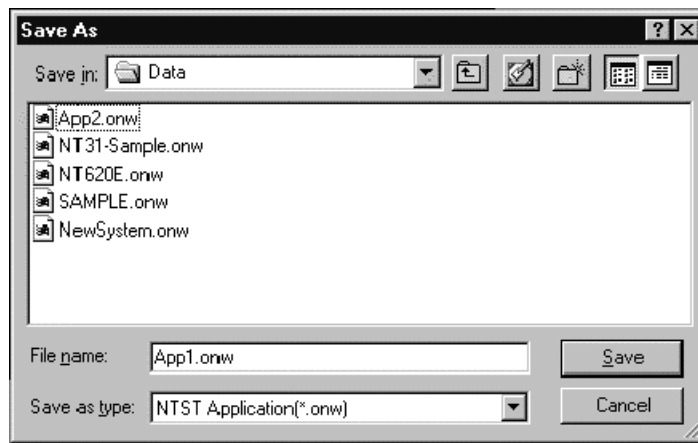 Save As
Save in: Data
App2.onw
NT31-Sample.onw
NT620E.onw
SAMPLE.onw
NewSystem.onw
File name: App1.onw Save
Save as type: NTST Application(*.onw) Cancel